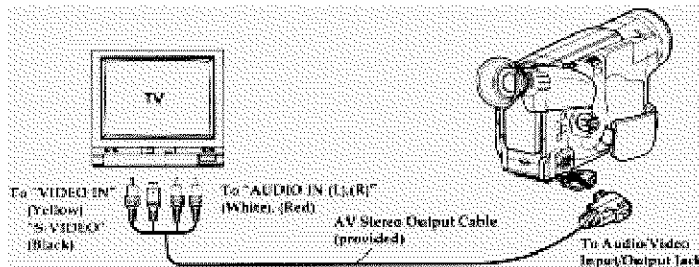 TV
To "VIDEO IN"
(Yellow)
"S-VIDEO"
(Black)
To "AUDIO IN (L),(R)"
(White), (Red)
AV Stereo Output Cable
(provided)
To Audio/Video
Input/Output Jack